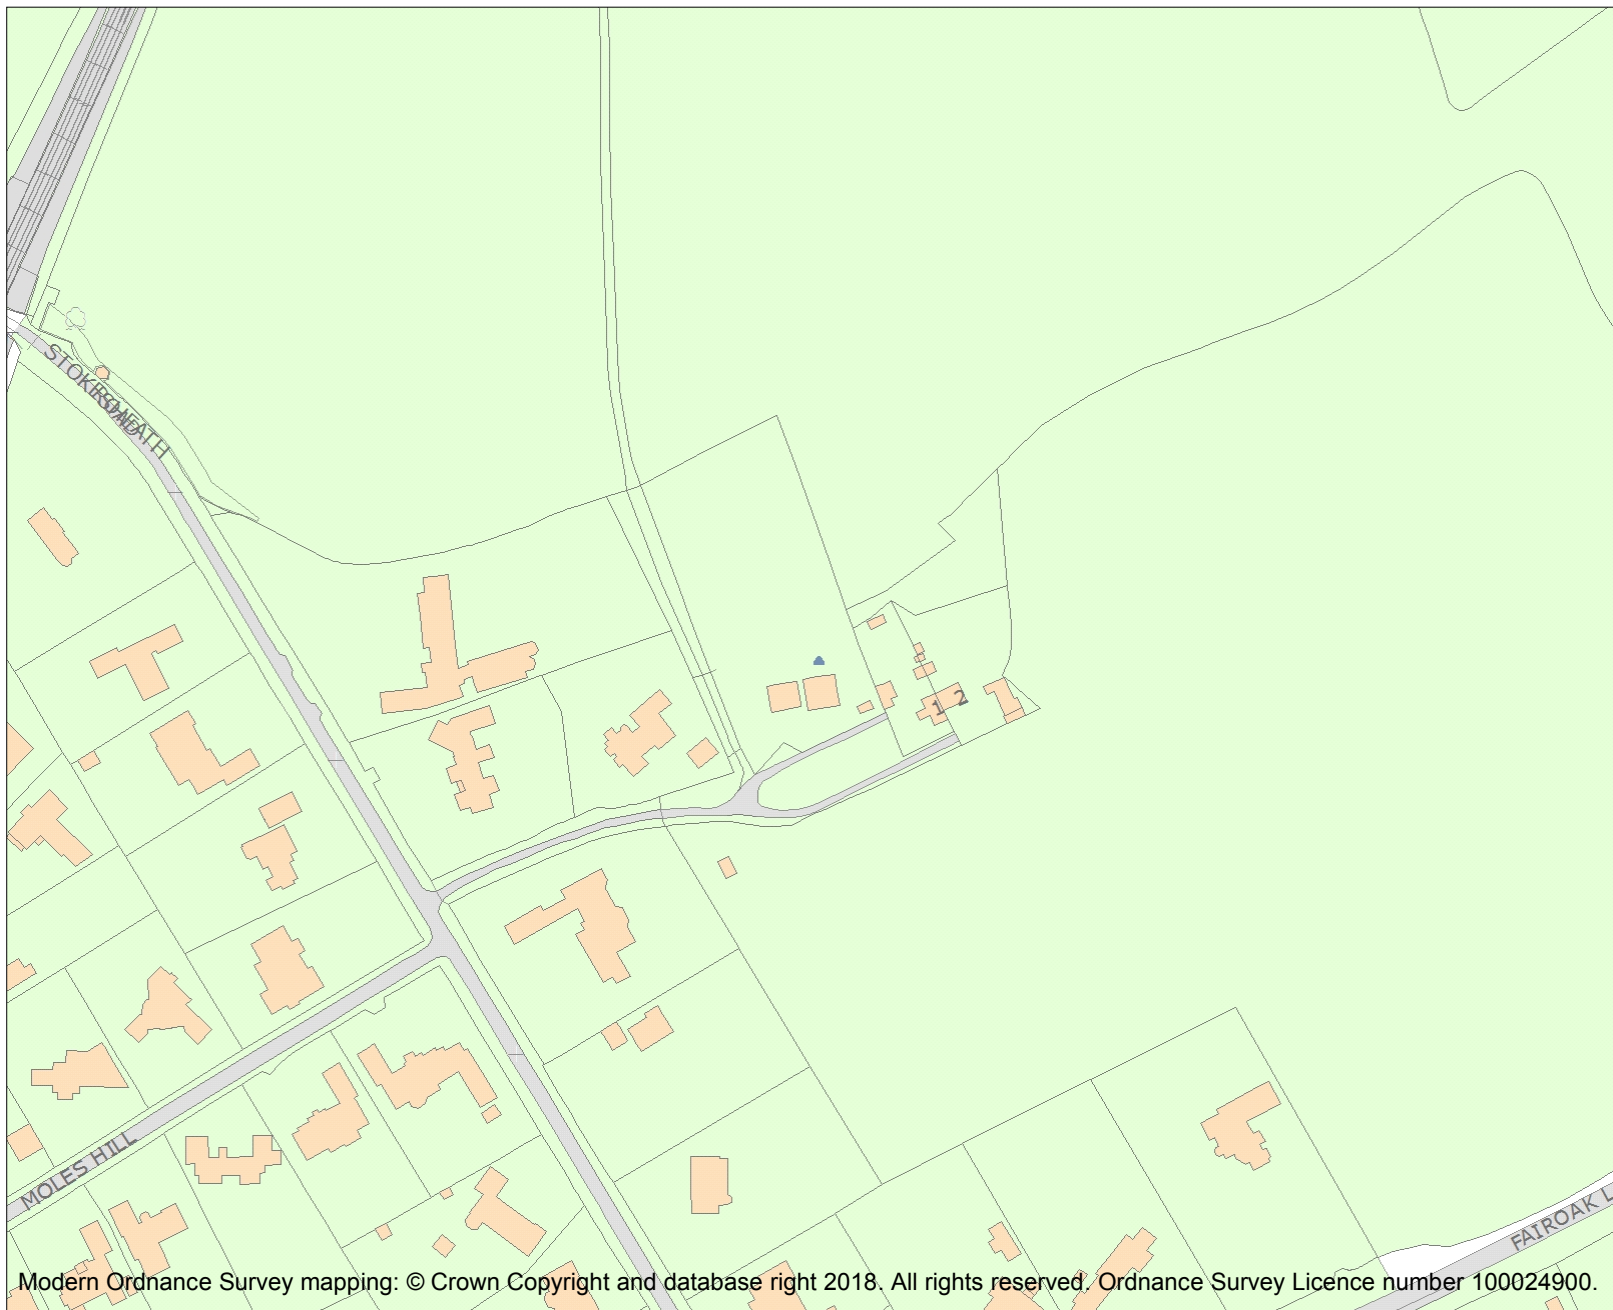 STOKESHEATH
ROAD
1 2
MOLES HILL
FAIROAK L
Modern Ordnance Survey mapping: © Crown Copyright and database right 2018. All rights reserved. Ordnance Survey Licence number 100024900.